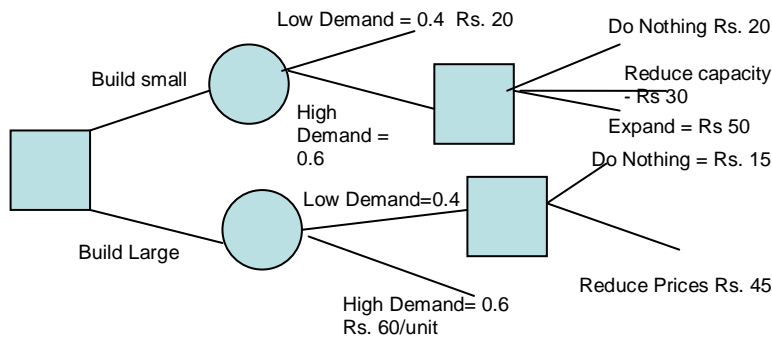 Low Demand = 0.4 Rs. 20
Do Nothing Rs. 20
Build small
Reduce capacity
- Rs 30
High
Demand =
0.6
Expand = Rs 50
Do Nothing = Rs. 15
Low Demand=0.4
Build Large
Reduce Prices Rs. 45
High Demand= 0.6
Rs. 60/unit